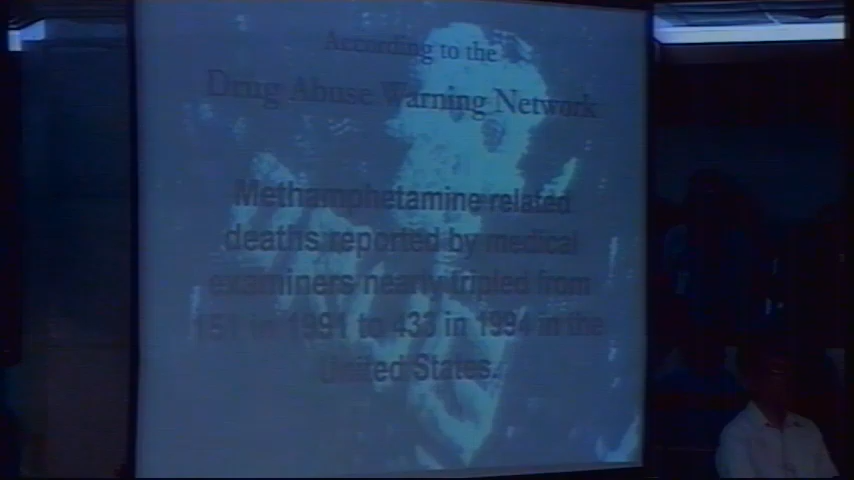 According to the
Drug Abuse Warning Network
Methamphetamine related
deaths reported by medical
examiners nearly tripled from
151 in 1991 to 433 in 1994 in the
United States.